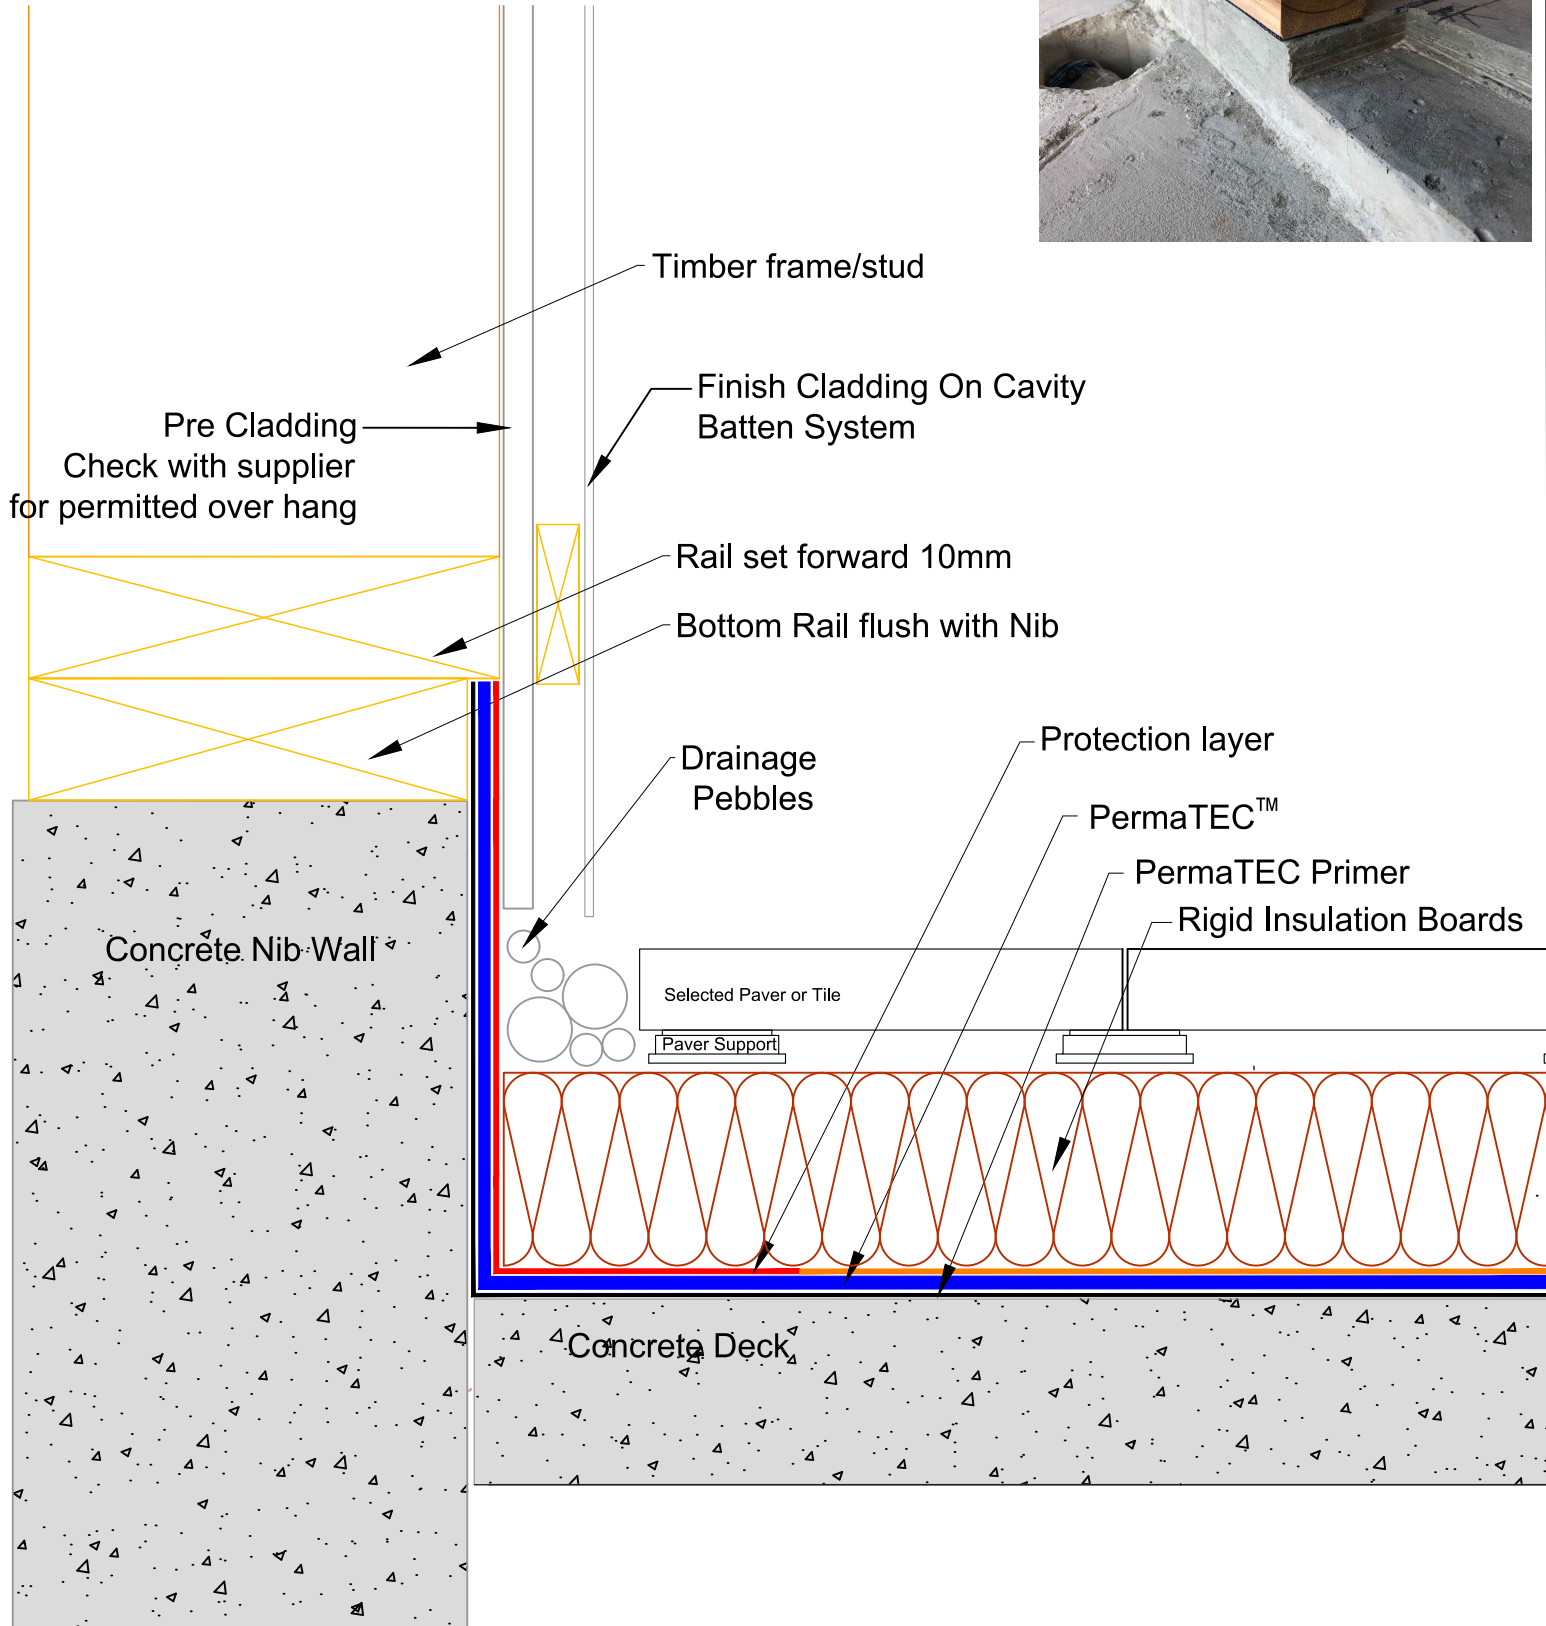 Timber frame/stud
Finish Cladding On Cavity
Batten System
Pre Cladding
Check with supplier
for permitted over hang
Rail set forward 10mm
Bottom Rail flush with Nib
Drainage
Pebbles
Protection layer
PermaTEC™
PermaTEC Primer
Rigid Insulation Boards
Concrete Nib Wall
Selected Paver or Tile
Paver Support
Concrete Deck